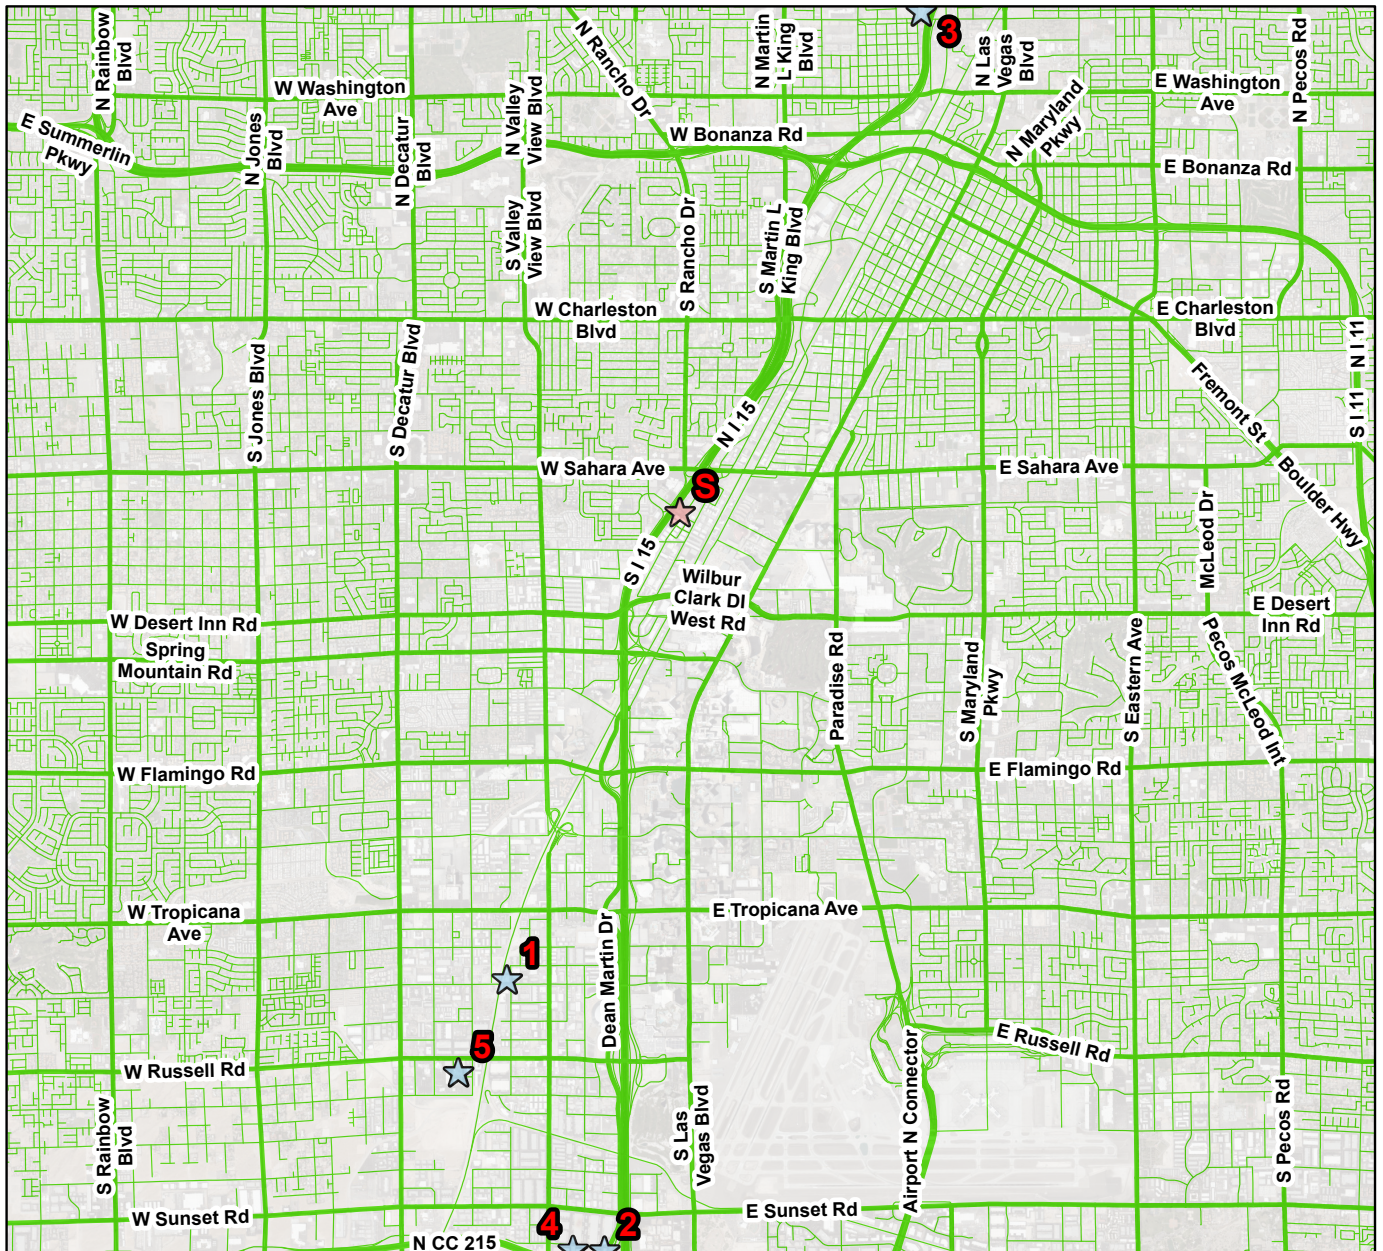 N Rainbow
Blvd
N Rancho Dr
N Martin
L King
Blvd
3
N Las
Vegas
Blvd
N Pecos Rd
W Washington
Ave
E Washington
Ave
E Summerlin
Pkwy
N Jones
Blvd
N Decatur
Blvd
N Valley
View Blvd
W Bonanza Rd
N Maryland
Pkwy
E Bonanza Rd
S Valley
View Blvd
S Rancho Dr
S Martin L
King Blvd
W Charleston
Blvd
E Charleston
Blvd
S Jones Blvd
S Decatur Blvd
N I 15
Fremont St
N I 11
S I 11
W Sahara Ave
S
E Sahara Ave
Boulder Hwy
McLeod Dr
S I 15
Wilbur
Clark DI
West Rd
W Desert Inn Rd
E Desert
Inn Rd
Spring
Mountain Rd
Paradise Rd
S Maryland
Pkwy
S Eastern Ave
Pecos McLeod Int
W Flamingo Rd
E Flamingo Rd
W Tropicana
Ave
E Tropicana Ave
1
Dean Martin Dr
5
W Russell Rd
E Russell Rd
S Rainbow
Blvd
S Las
Vegas Blvd
Airport N Connector
S Pecos Rd
W Sunset Rd
4
2
E Sunset Rd
N CC 215